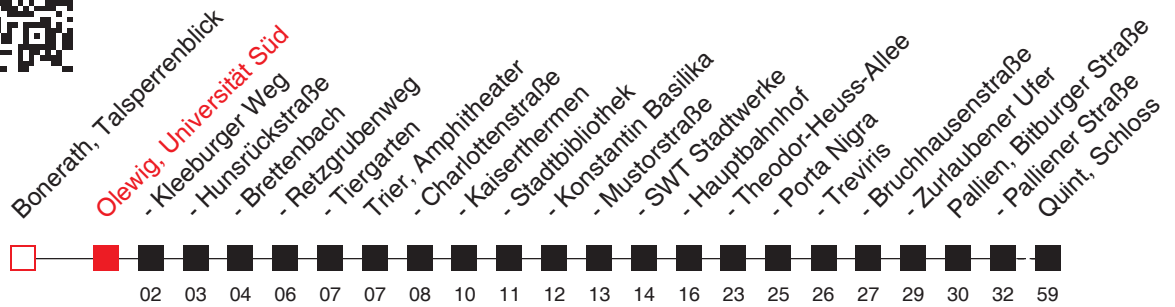 Bonerath, Talsperrenblick
Olewig, Universität Süd
- Kleeburger Weg
- Hunsrückstraße
- Brettenbach
- Retzgrubenweg
- Tiergarten
Trier, Amphitheater
- Charlottenstraße
- Kaiserthermen
- Stadtbibliothek
- Konstantin Basilika
- Mustorstraße
- SWT Stadtwerke
- Hauptbahnhof
- Theodor-Heuss-Allee
- Porta Nigra
- Treviris
- Bruchhausenstraße
- Zurlaubener Ufer
Pallien, Bitburger Straße
- Palliener Straße
Quint, Schloss
02 03 04 06 07 07 08 10 11 12 13 14 16 23 25 26 27 29 30 32 59